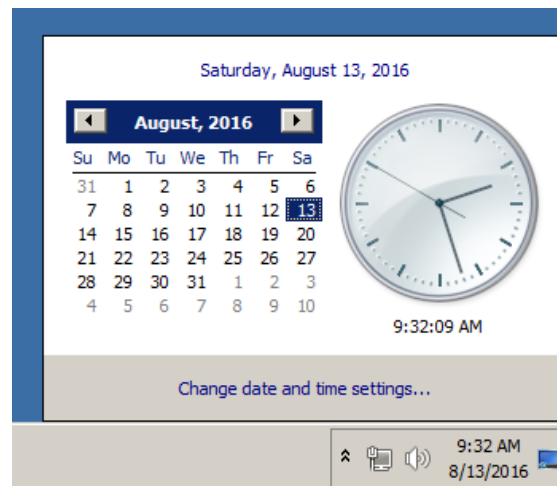 Saturday, August 13, 2016
August, 2016
Su Mo Tu We Th Fr Sa
31 1 2 3 4 5 6
7 8 9 10 11 12 13
14 15 16 17 18 19 20
21 22 23 24 25 26 27
28 29 30 31 1 2 3
4 5 6 7 8 9 10
9:32:09 AM
Change date and time settings...
9:32 AM
8/13/2016